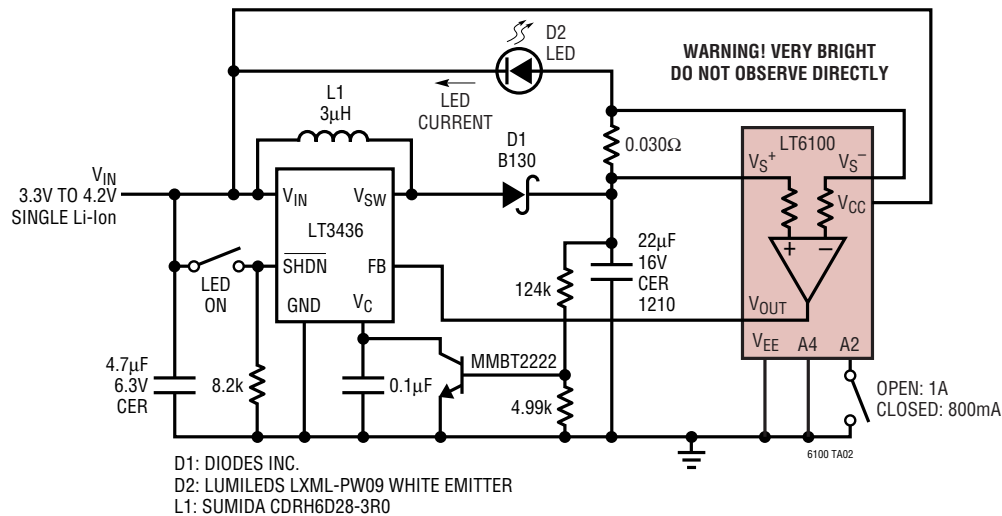 D2
LED
WARNING! VERY BRIGHT
DO NOT OBSERVE DIRECTLY
LED
CURRENT
L1
3µH
D1
B130
0.030Ω
LT6100
VS+
VS–
VCC
VIN
3.3V TO 4.2V
SINGLE Li-Ion
VIN
VSW
LT3436
SHDN
FB
GND
VC
LED
ON
22µF
16V
CER
1210
124k
+
–
VOUT
VEE
A4
A2
MMBT2222
4.7µF
6.3V
CER
8.2k
0.1µF
4.99k
OPEN: 1A
CLOSED: 800mA
6100 TA02
D1: DIODES INC.
D2: LUMILEDS LXML-PW09 WHITE EMITTER
L1: SUMIDA CDRH6D28-3R0